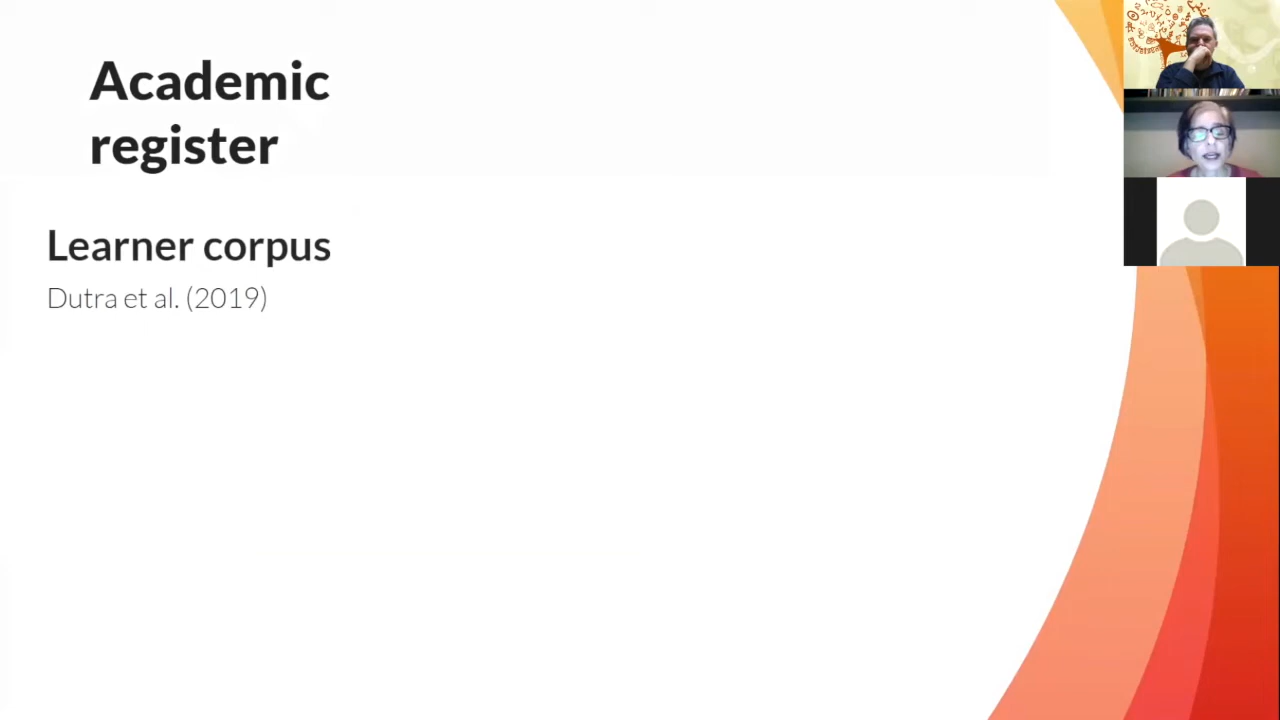 Academic
register
Learner corpus
Dutra et al. (2019)